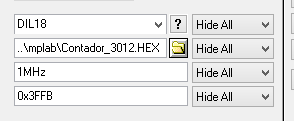 DIL18 ? Hide All
..\mplab\Contador_3012.HEX Hide All
1MHz Hide All
0x3FFB Hide All